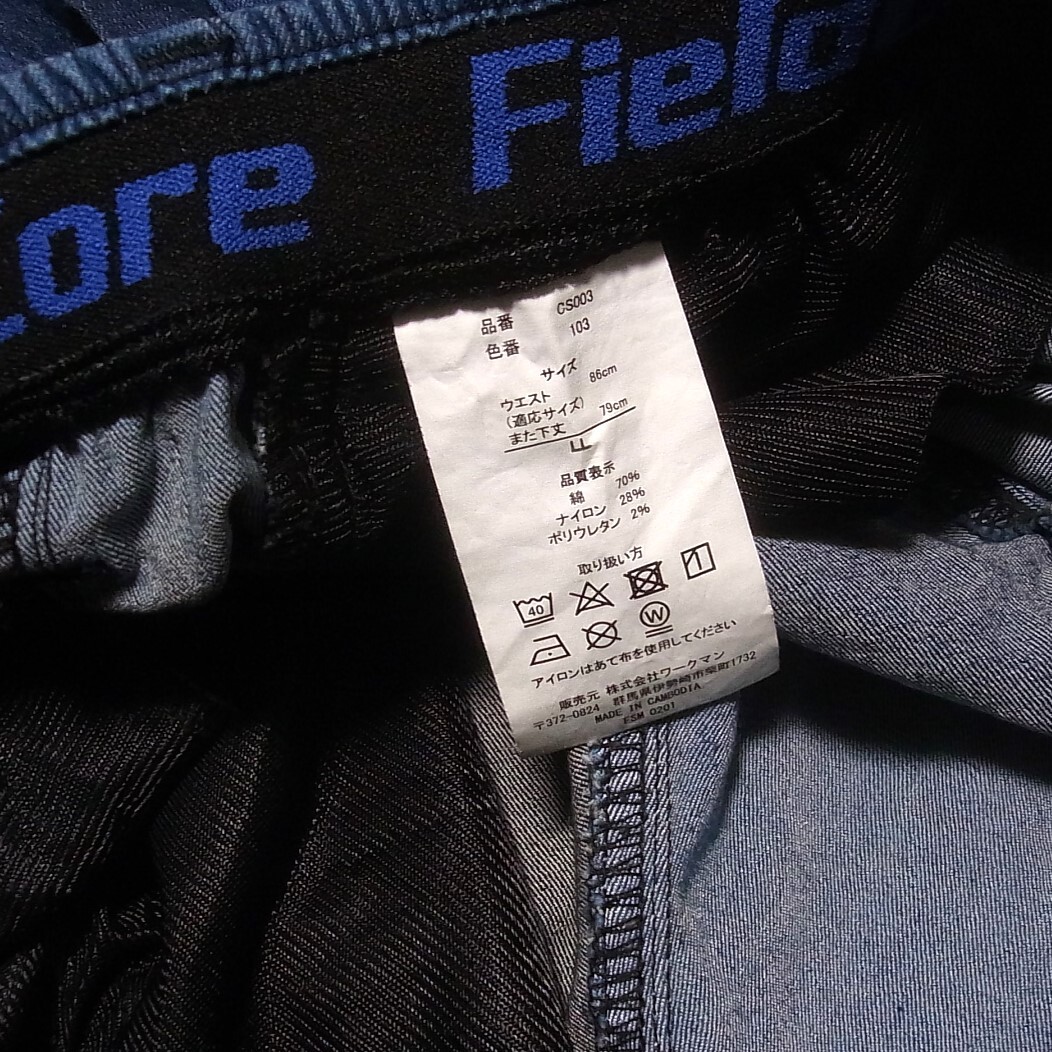 core Field
品番 CS003
色番 103
サイズ
ウエスト 86cm
(適応サイズ)
また下丈 79cm
LL
品質表示
綿 70%
ナイロン 28%
ポリウレタン 2%
取り扱い方
40 1
W
アイロンはあて布を使用してください
販売元 株式会社ワークマン
〒372-0824 群馬県伊勢崎市柴町1732
MADE IN CAMBODIA
ESM 0201